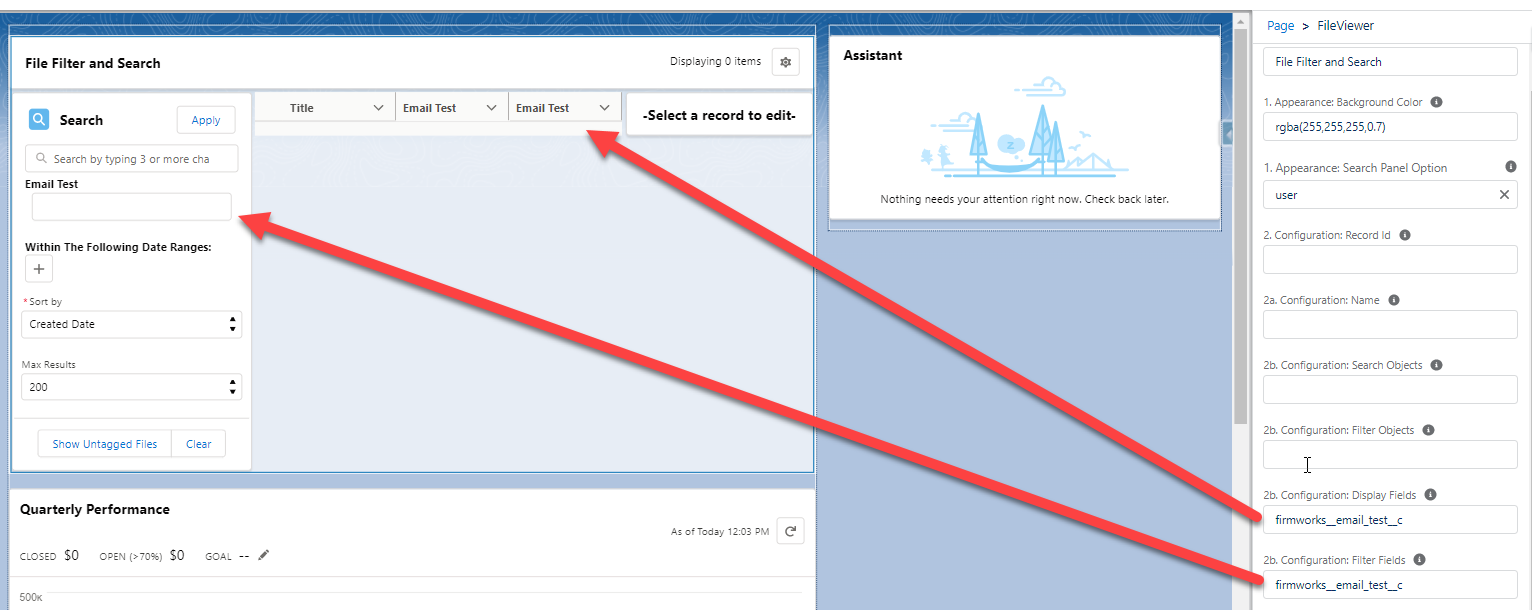 File Filter and Search
Displaying 0 items
Search
Apply
Search by typing 3 or more cha
Email Test
Within The Following Date Ranges:
+
* Sort by
Created Date
Max Results
200
Show Untagged Files
Clear
Title
Email Test
Email Test
-Select a record to edit-
Quarterly Performance
As of Today 12:03 PM
CLOSED $0 OPEN (>70%) $0 GOAL --
500K
Assistant
z
Nothing needs your attention right now. Check back later.
Page > FileViewer
File Filter and Search
1. Appearance: Background Color
rgba(255,255,255,0.7)
1. Appearance: Search Panel Option
user
2. Configuration: Record Id
2a. Configuration: Name
2b. Configuration: Search Objects
2b. Configuration: Filter Objects
2b. Configuration: Display Fields
firmworks__email_test__c
2b. Configuration: Filter Fields
firmworks__email_test__c